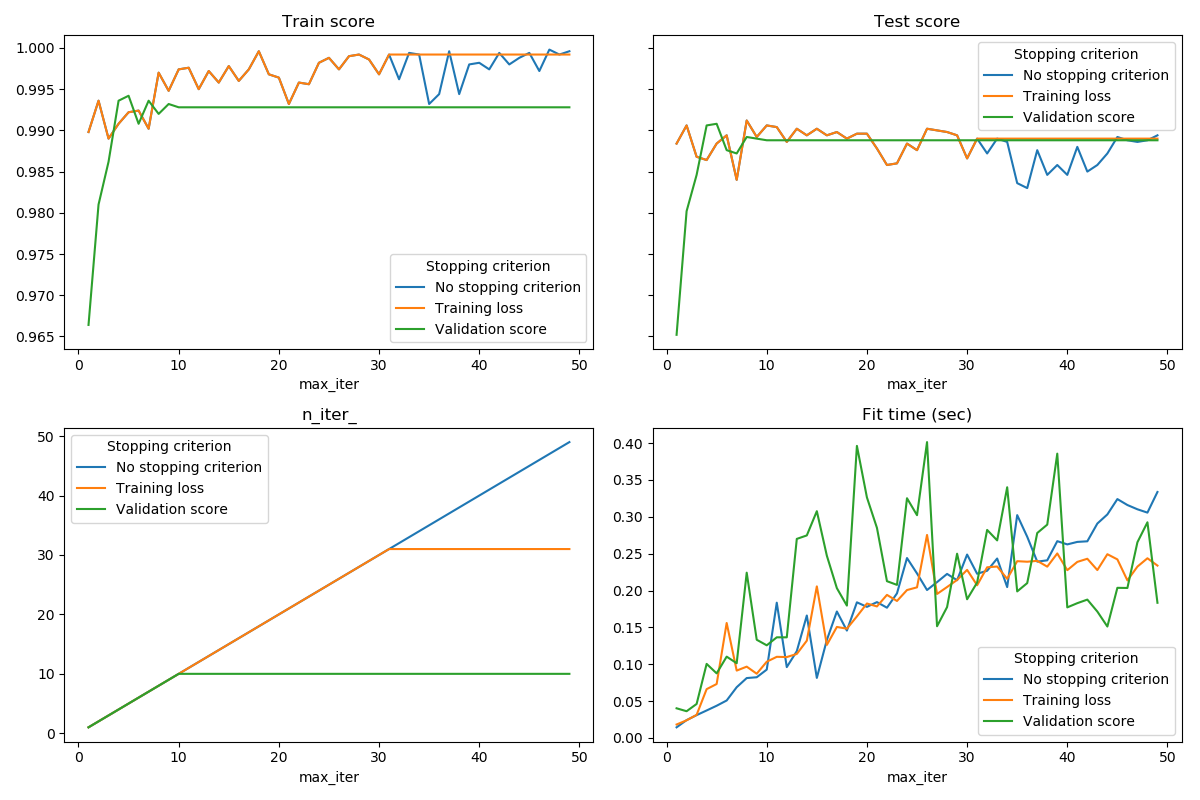 Train score
1.000
0.995
0.990
0.985
0.980
0.975
0.970
0.965
Stopping criterion
No stopping criterion
Training loss
Validation score
0 10 20 30 40 50
max_iter
Test score
Stopping criterion
No stopping criterion
Training loss
Validation score
0 10 20 30 40 50
max_iter
n_iter_
50
40
30
20
10
0
Stopping criterion
No stopping criterion
Training loss
Validation score
0 10 20 30 40 50
max_iter
Fit time (sec)
0.40
0.35
0.30
0.25
0.20
0.15
0.10
0.05
0.00
Stopping criterion
No stopping criterion
Training loss
Validation score
0 10 20 30 40 50
max_iter